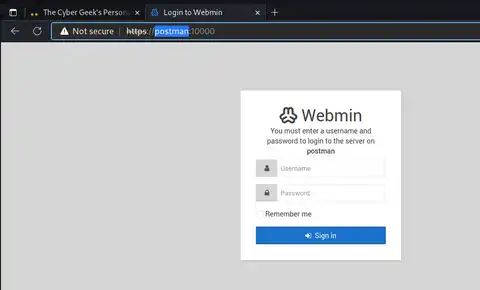 The Cyber Geek's Person
Login to Webmin
Not secure https://postman:10000
Webmin
You must enter a username and
password to login to the server on
postman
Username
Password
Remember me
Sign in